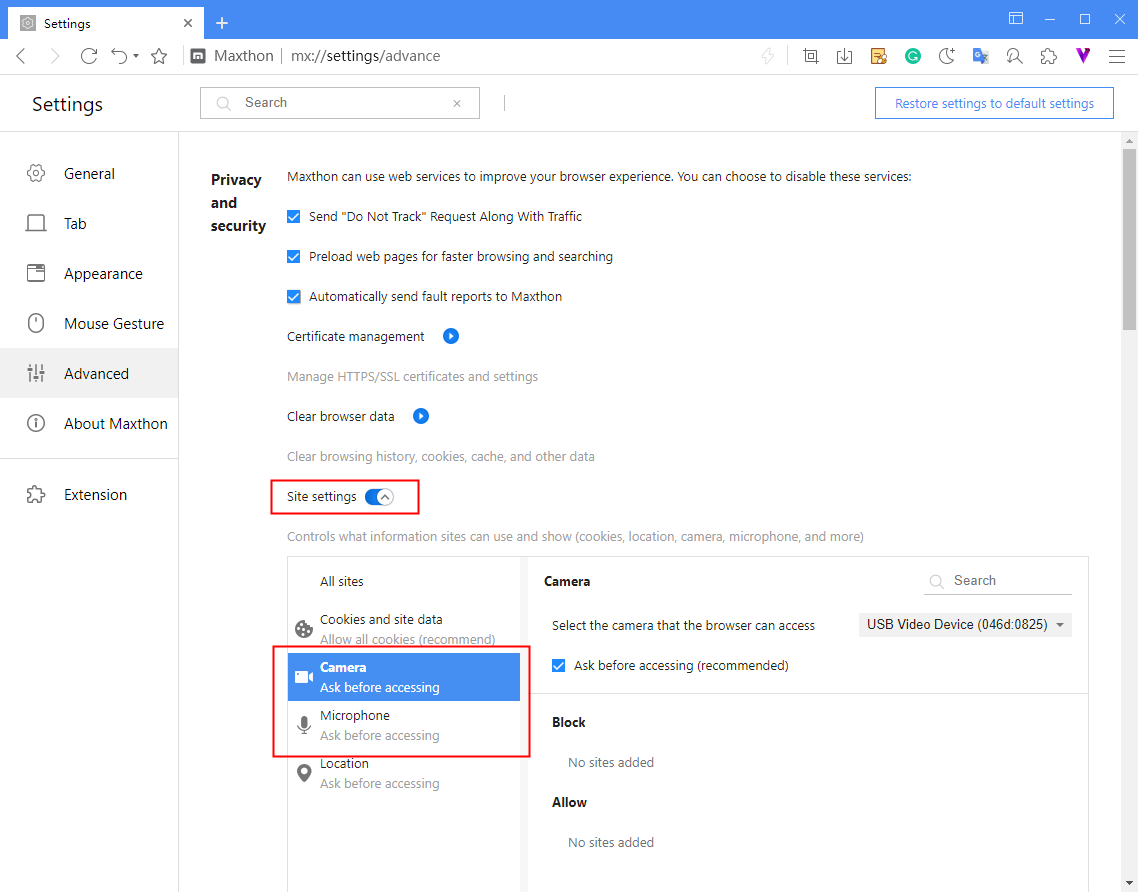 Settings
Maxthon
mx://settings/advance
Settings
Search
Restore settings to default settings
General
Tab
Appearance
Mouse Gesture
Advanced
About Maxthon
Extension
Privacy
and
security
Maxthon can use web services to improve your browser experience. You can choose to disable these services:
Send "Do Not Track" Request Along With Traffic
Preload web pages for faster browsing and searching
Automatically send fault reports to Maxthon
Certificate management
Manage HTTPS/SSL certificates and settings
Clear browser data
Clear browsing history, cookies, cache, and other data
Site settings
Controls what information sites can use and show (cookies, location, camera, microphone, and more)
All sites
Cookies and site data
Allow all cookies (recommend)
Camera
Ask before accessing
Microphone
Ask before accessing
Location
Ask before accessing
Camera
Search
Select the camera that the browser can access
USB Video Device (046d:0825)
Ask before accessing (recommended)
Block
No sites added
Allow
No sites added